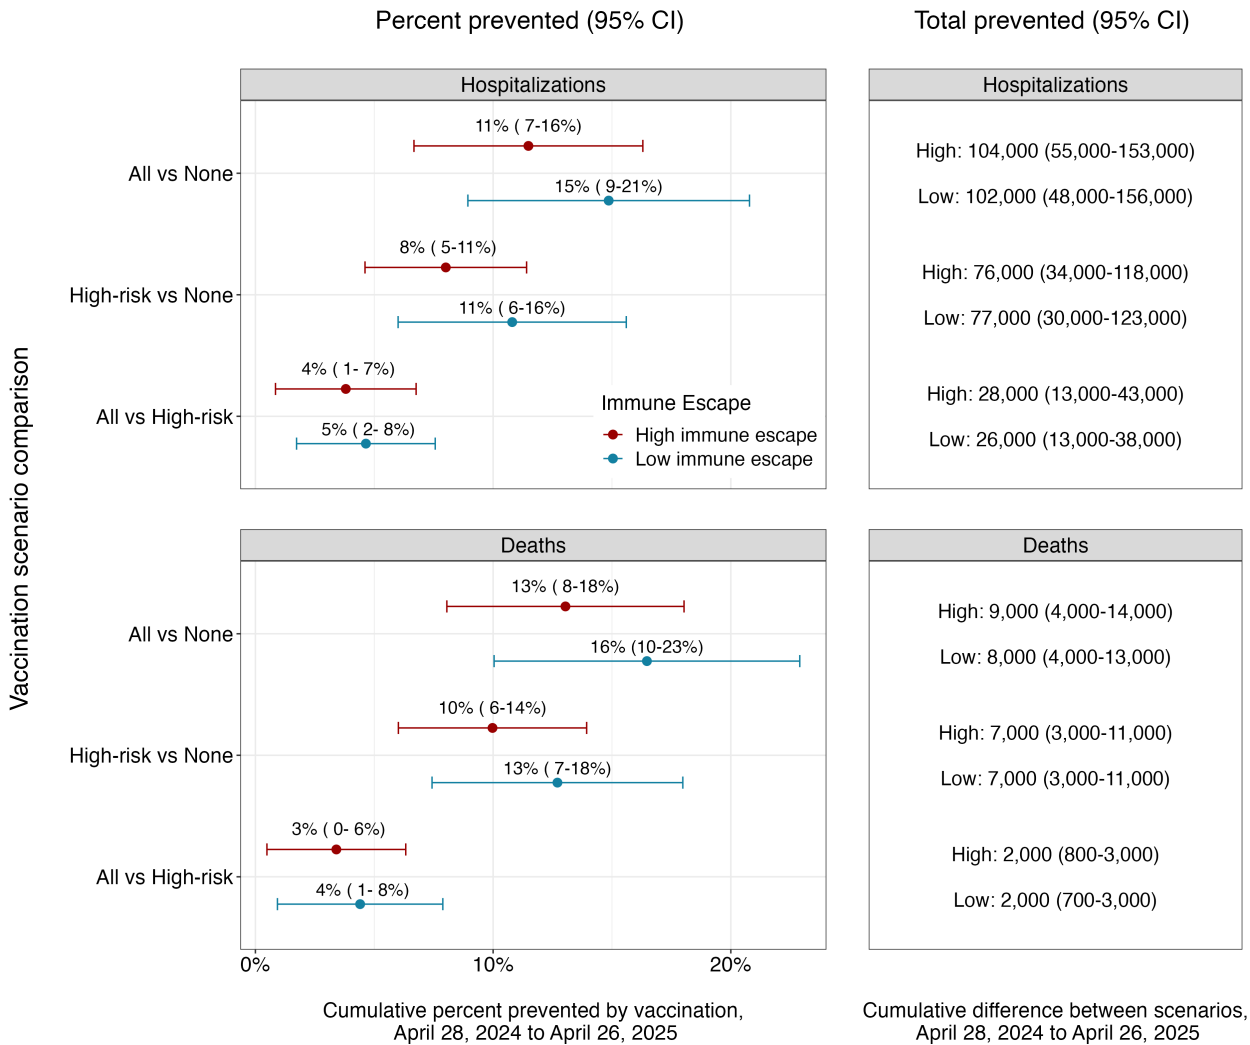 Percent prevented (95% CI)
Total prevented (95% CI)
Vaccination scenario comparison
Hospitalizations
All vs None
11% ( 7-16%)
15% ( 9-21%)
High-risk vs None
8% ( 5-11%)
11% ( 6-16%)
All vs High-risk
4% ( 1- 7%)
5% ( 2- 8%)
Immune Escape
High immune escape
Low immune escape
Hospitalizations
High: 104,000 (55,000-153,000)
Low: 102,000 (48,000-156,000)
High: 76,000 (34,000-118,000)
Low: 77,000 (30,000-123,000)
High: 28,000 (13,000-43,000)
Low: 26,000 (13,000-38,000)
Deaths
All vs None
13% ( 8-18%)
16% (10-23%)
High-risk vs None
10% ( 6-14%)
13% ( 7-18%)
All vs High-risk
3% ( 0- 6%)
4% ( 1- 8%)
0%
10%
20%
Cumulative percent prevented by vaccination,
April 28, 2024 to April 26, 2025
Deaths
High: 9,000 (4,000-14,000)
Low: 8,000 (4,000-13,000)
High: 7,000 (3,000-11,000)
Low: 7,000 (3,000-11,000)
High: 2,000 (800-3,000)
Low: 2,000 (700-3,000)
Cumulative difference between scenarios,
April 28, 2024 to April 26, 2025